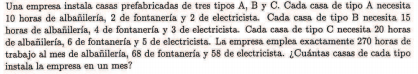 Una empresa instala casas prefabricadas de tres tipos A, B y C. Cada casa de tipo A necesita
10 horas de albañilería, 2 de fontanería y 2 de electricista. Cada casa de tipo B necesita 15
horas de albañilería, 4 de fontanería y 3 de electricista. Cada casa de tipo C necesita 20 horas
de albañilería, 6 de fontanería y 5 de electricista. La empresa emplea exactamente 270 horas de
trabajo al mes de albañilería, 68 de fontanería y 58 de electricista. ¿Cuántas casas de cada tipo
instala la empresa en un mes?